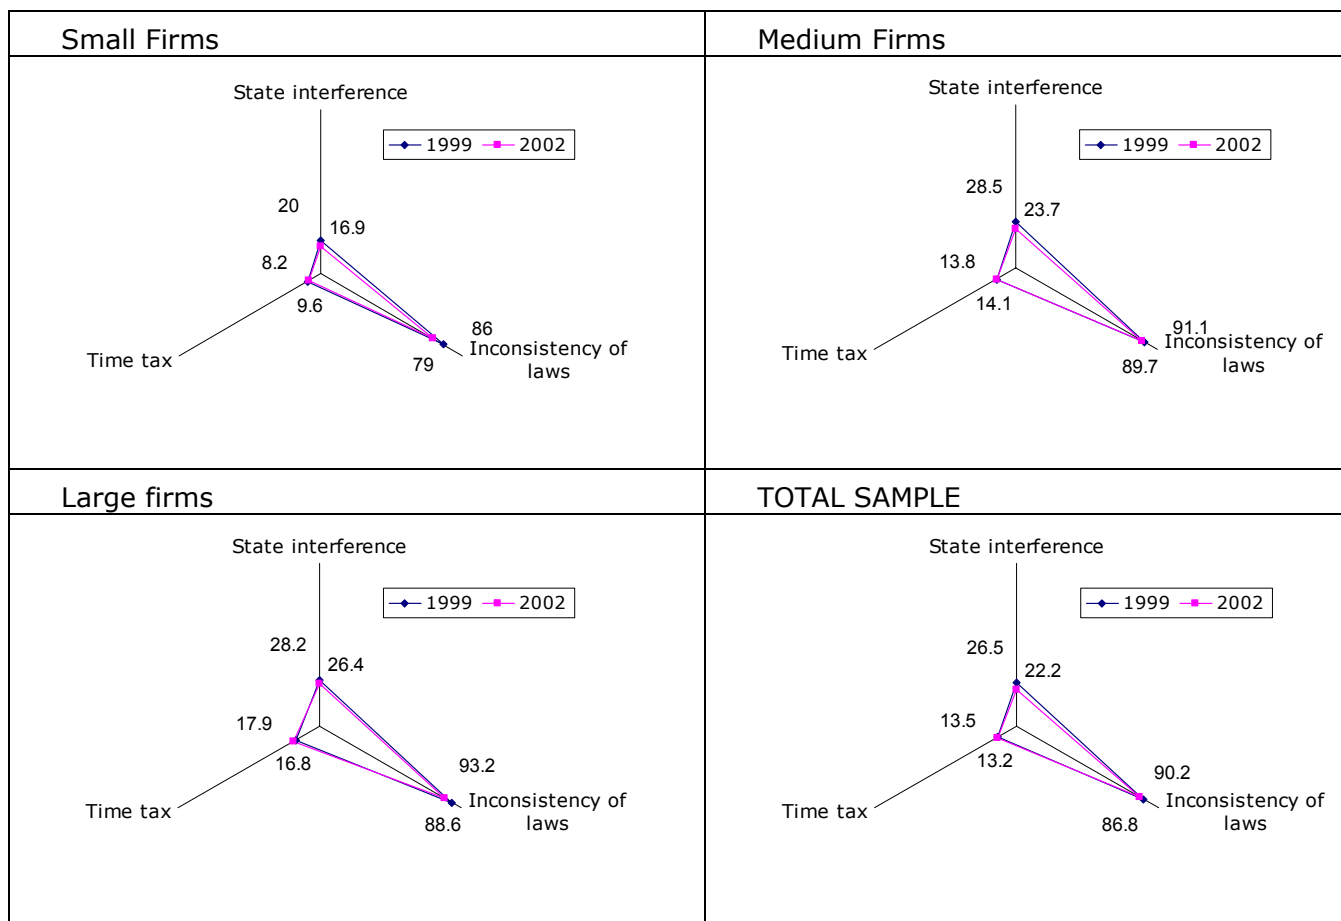 Small Firms
State interference
1999 2002
20
16.9
8.2
9.6
86
Inconsistency of
laws
79
Time tax
Medium Firms
State interference
1999 2002
28.5
23.7
13.8
14.1
91.1
Inconsistency of
laws
89.7
Time tax
Large firms
State interference
1999 2002
28.2
26.4
17.9
16.8
93.2
Inconsistency of
laws
88.6
Time tax
TOTAL SAMPLE
State interference
1999 2002
26.5
22.2
13.5
13.2
90.2
Inconsistency of
laws
86.8
Time tax